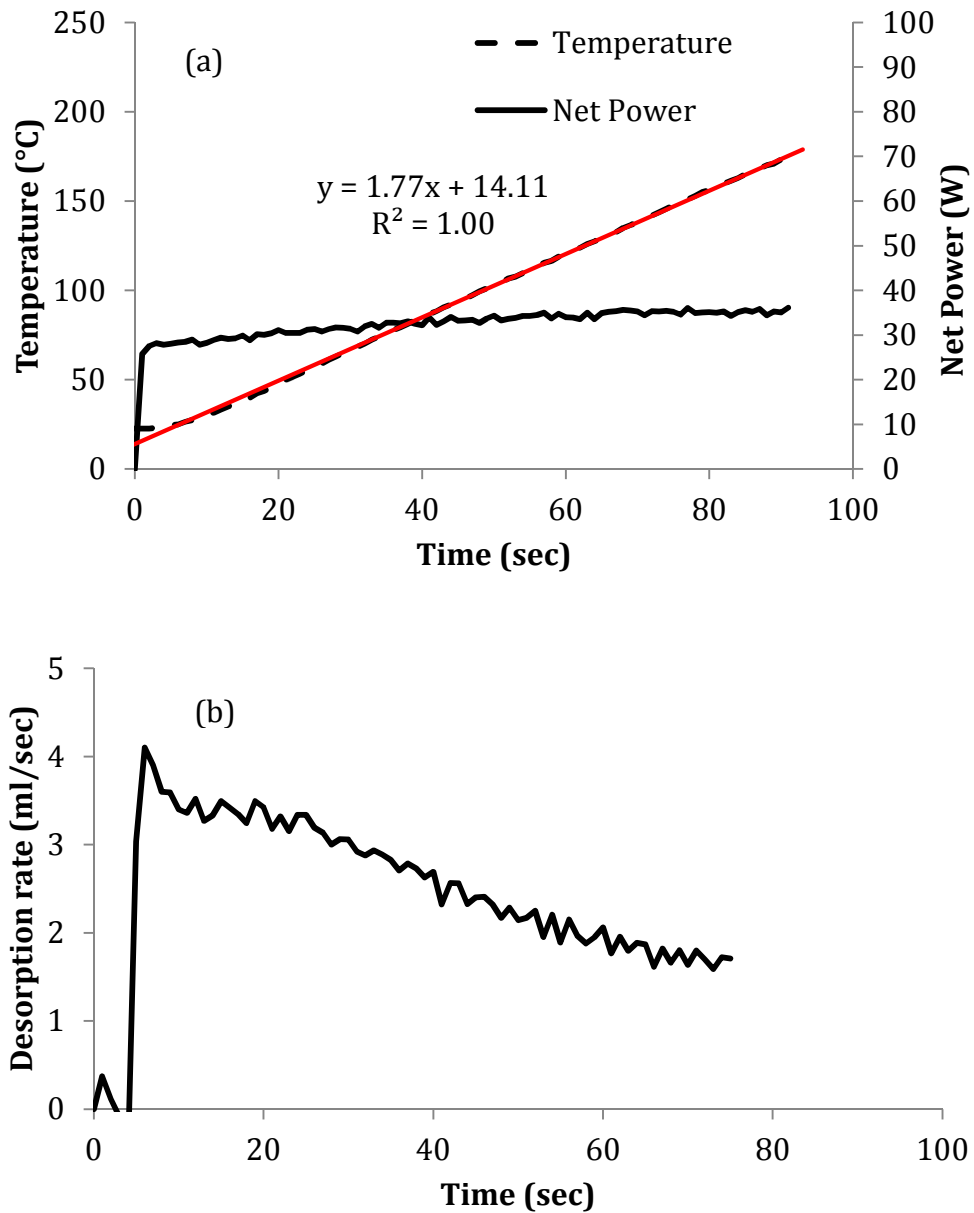 250
200
150
100
50
0
Temperature (°C)
(a)
Temperature
Net Power
y = 1.77x + 14.11
R² = 1.00
100
90
80
70
60
50
40
30
20
10
0
Net Power (W)
0 20 40 60 80 100
Time (sec)
5
4
3
2
1
0
Desorption rate (ml/sec)
(b)
0 20 40 60 80 100
Time (sec)